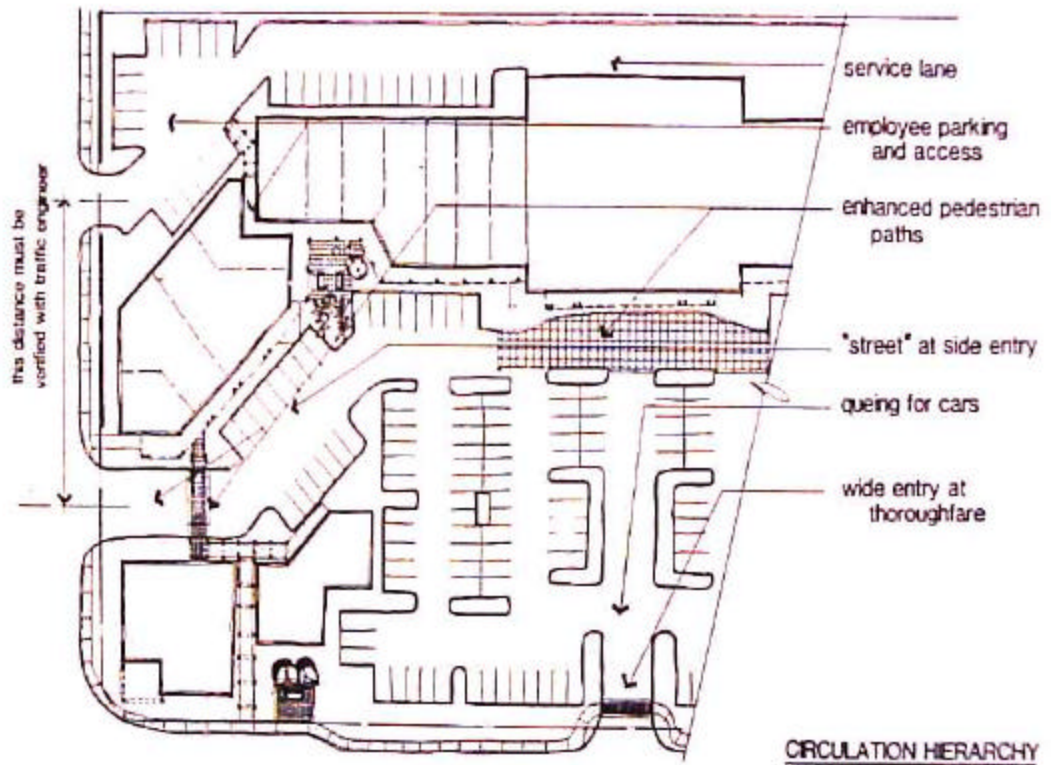 service lane
employee parking
and access
enhanced pedestrian
paths
"street" at side entry
queing for cars
wide entry at
thoroughfare
this distance must be
verified with traffic engineer
CIRCULATION HIERARCHY